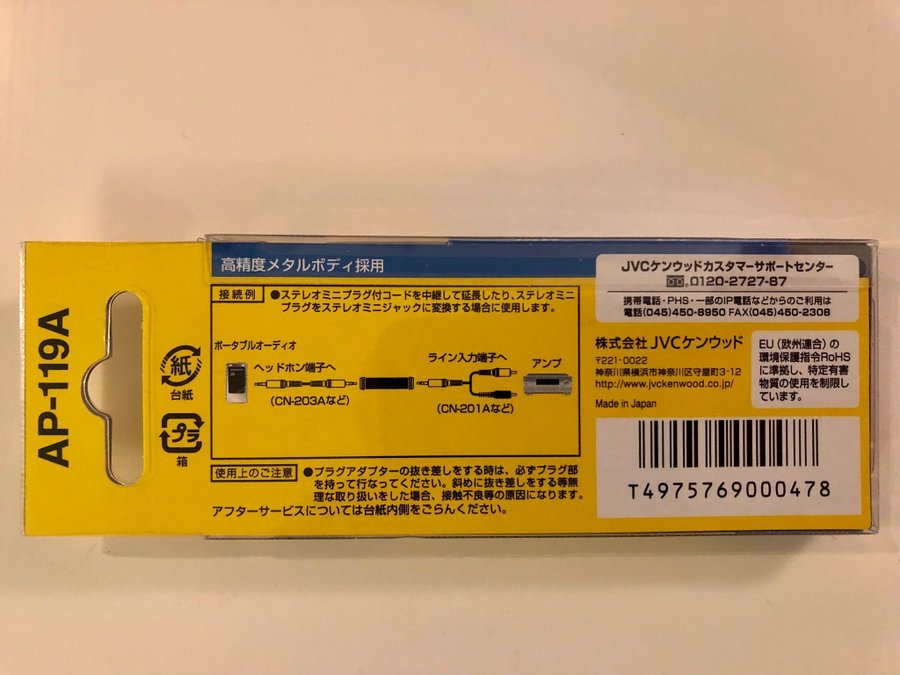 AP-119A
紙
台紙
プラ
箱
高精度メタルボディ採用
接続例
●ステレオミニプラグ付コードを中継して延長したり、ステレオミニ
プラグをステレオミニジャックに変換する場合に使用します。
ポータブルオーディオ
ヘッドホン端子へ
(CN-203Aなど)
ライン入力端子へ
(CN-201Aなど)
アンプ
使用上のご注意
●プラグアダプターの抜き差しをする時は、必ずプラグ部
を持って行なってください。斜めに抜き差しをする等無
理な取り扱いをした場合、接触不良等の原因になります。
アフターサービスについては台紙内側をごらんください。
JVCケンウッドカスタマーサポートセンター
0120-2727-87
携帯電話・PHS・一部のIP電話などからのご利用は
電話(045)450-8950 FAX(045)450-2308
株式会社 JVCケンウッド
〒221-0022
神奈川県横浜市神奈川区守屋町3-12
http://www.jvckenwood.co.jp/
Made in Japan
EU(欧州連合)の
環境保護指令RoHS
に準拠し、特定有害
物質の使用を制限し
ています。
T4975769000478